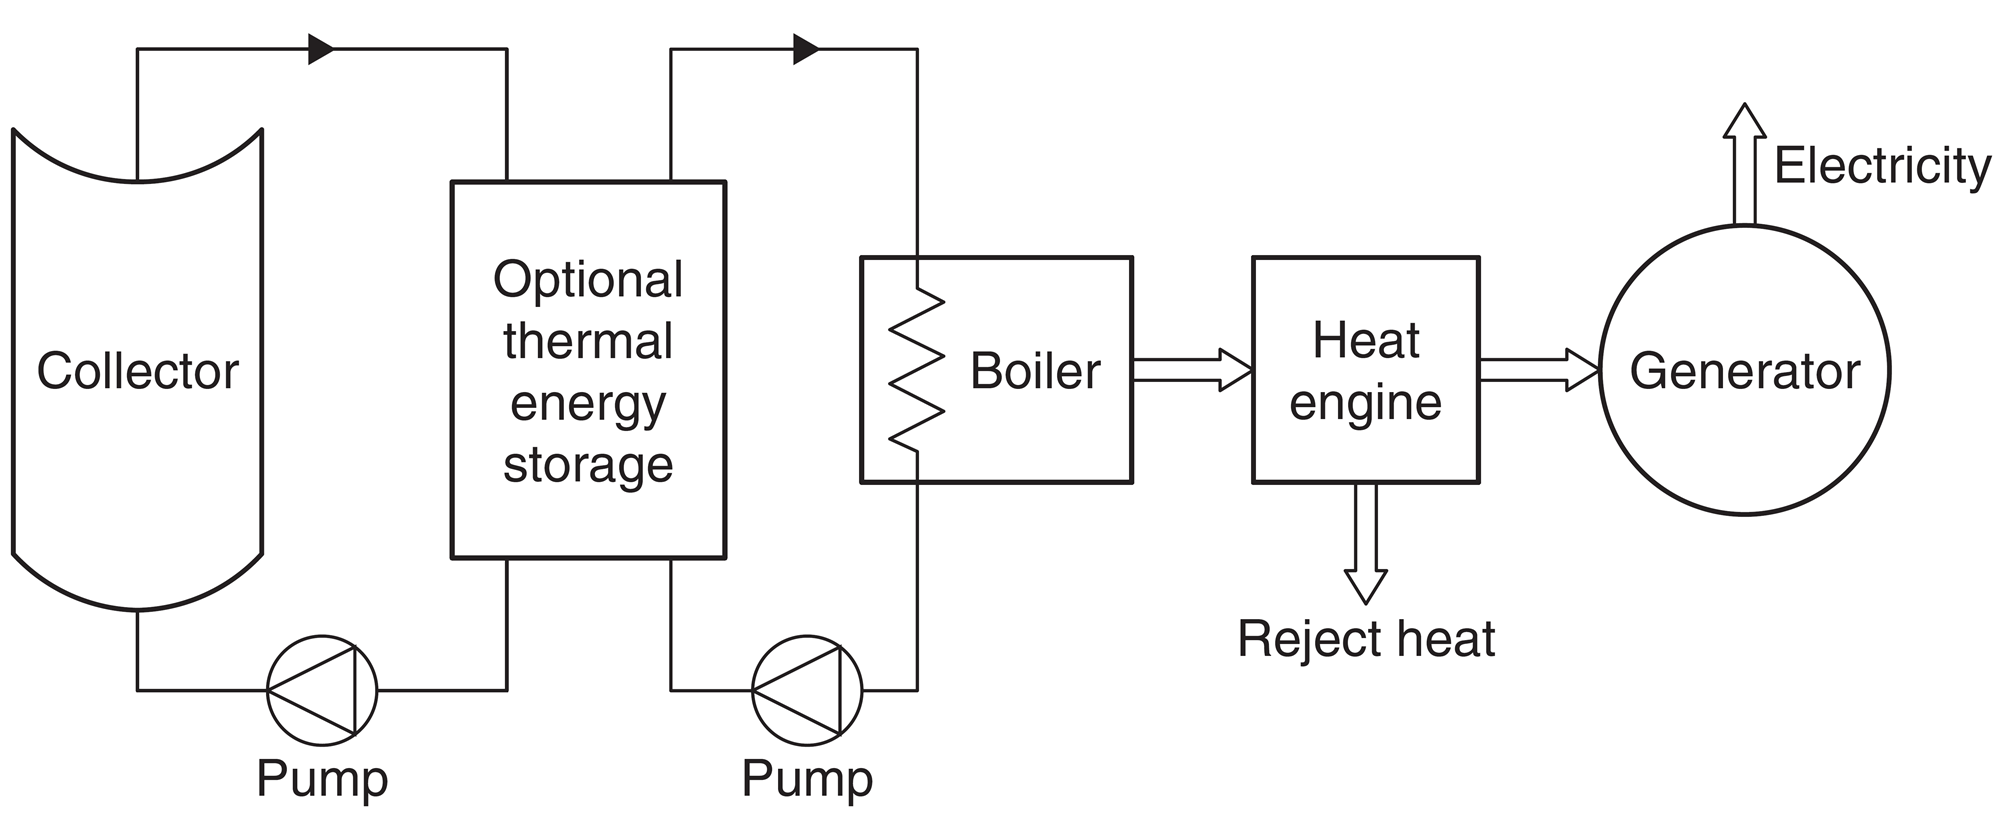 Collector
Optional
thermal
energy
storage
Boiler
Heat
engine
Generator
Electricity
Reject heat
Pump
Pump